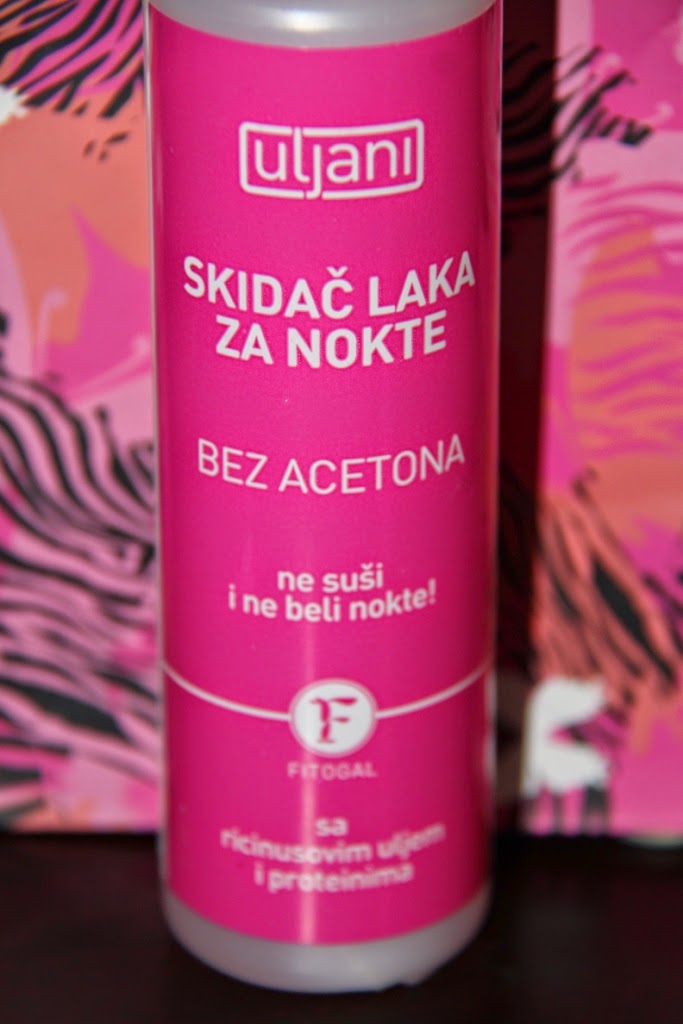 uljani
SKIDAČ LAKA
ZA NOKTE
BEZ ACETONA
ne suši
i ne beli nokte!
F
FITOGAL
sa
ricinusovim uljem
i proteinima